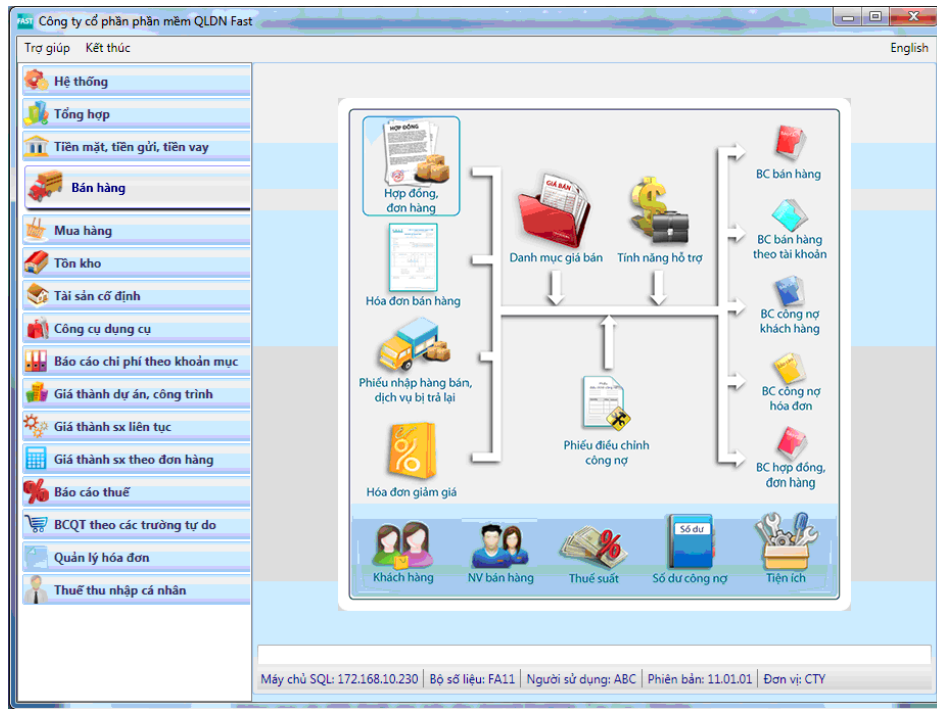 FAST Công ty cổ phần phần mềm QLDN Fast
Trợ giúp Kết thúc English
Hệ thống
Tổng hợp
Tiền mặt, tiền gửi, tiền vay
Bán hàng
Mua hàng
Tồn kho
Tài sản cố định
Công cụ dụng cụ
Báo cáo chi phí theo khoản mục
Giá thành dự án, công trình
Giá thành sx liên tục
Giá thành sx theo đơn hàng
Báo cáo thuế
BCQT theo các trường tự do
Quản lý hóa đơn
Thuế thu nhập cá nhân
HỢP ĐỒNG
Hợp đồng,
đơn hàng
Hóa đơn bán hàng
Phiếu nhập hàng bán,
dịch vụ bị trả lại
Hóa đơn giảm giá
GIÁ BÁN
Danh mục giá bán
Tính năng hỗ trợ
Phiếu điều chỉnh
công nợ
BC bán hàng
BC bán hàng
theo tài khoản
BC công nợ
khách hàng
BC công nợ
hóa đơn
BC hợp đồng,
đơn hàng
Khách hàng
NV bán hàng
Thuế suất
Số dư
Số dư công nợ
Tiện ích
Máy chủ SQL: 172.168.10.230 Bộ số liệu: FA11 Người sử dụng: ABC Phiên bản: 11.01.01 Đơn vị: CTY